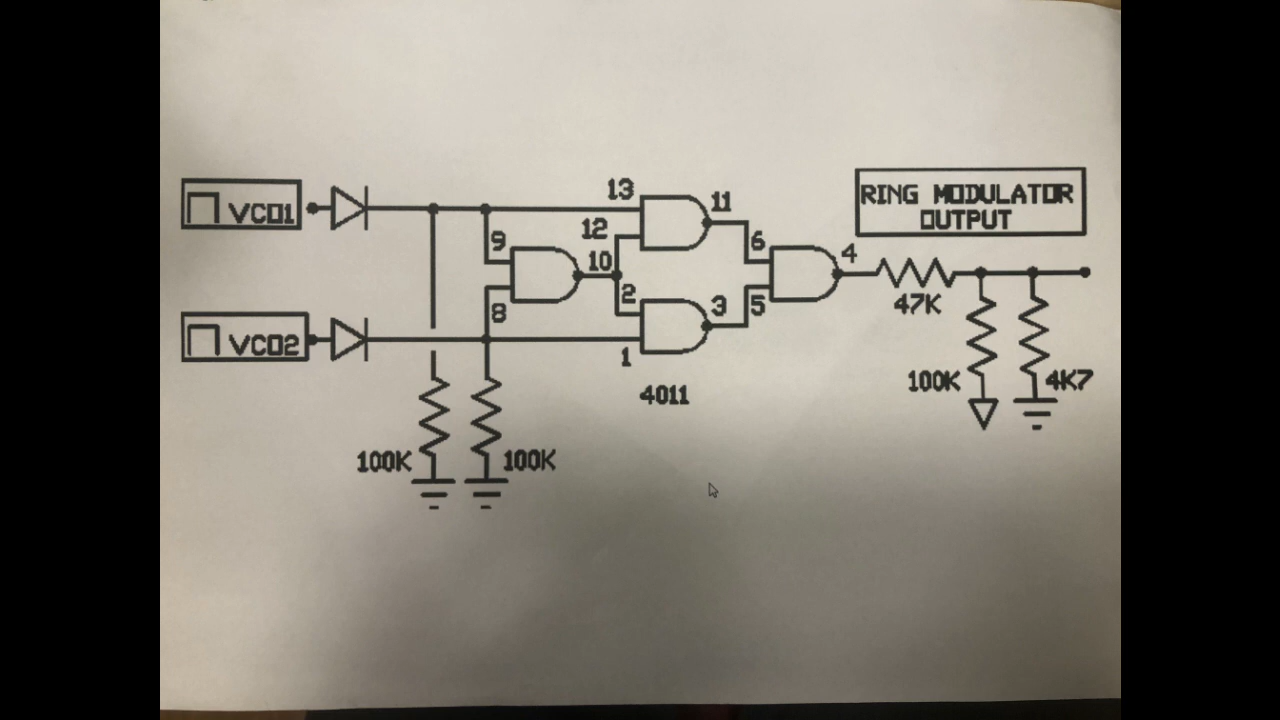 VCO1
VCO2
13
12
11
9
10
8
2
1
3
6
5
4
4011
RING MODULATOR
OUTPUT
47K
100K
4K7
100K
100K